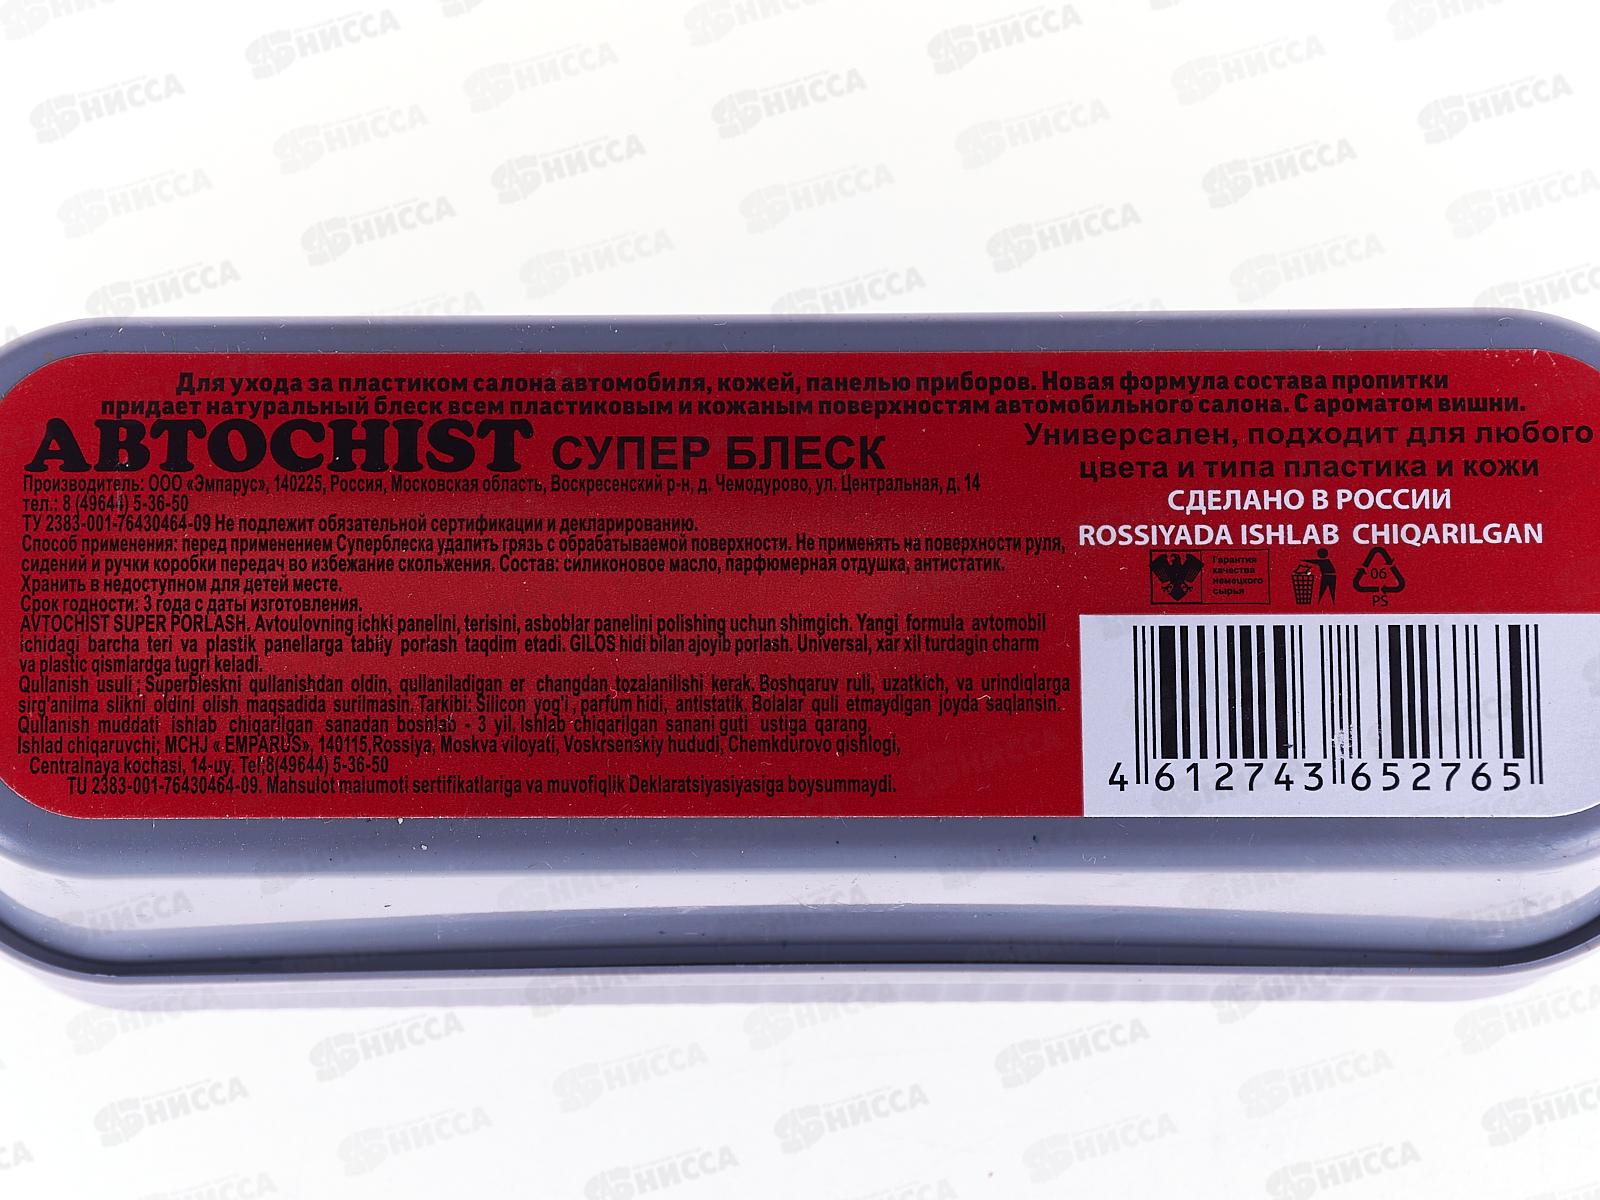 Для ухода за пластиком салона автомобиля, кожей, панелью приборов. Новая формула состава пропитки
придает натуральный блеск всем пластиковым и кожаным поверхностям автомобильного салона. С ароматом вишни.
АВТОCHIST СУПЕР БЛЕСК
Производитель: ООО «Эмпарус», 140225, Россия, Московская область, Воскресенский р-н, д. Чемодурово, ул. Центральная, д. 14
тел.: 8 (49644) 5-36-50
ТУ 2383-001-76430464-09 Не подлежит обязательной сертификации и декларированию.
Способ применения: перед применением Суперблеска удалить грязь с обрабатываемой поверхности. Не применять на поверхности руля,
сидений и ручки коробки передач во избежание скольжения. Состав: силиконовое масло, парфюмерная отдушка, антистатик.
Хранить в недоступном для детей месте.
Срок годности: 3 года с даты изготовления.
AVTOCHIST SUPER PORLASH. Avtoulovning ichki panelini, terisini, asboblar panelini polishing uchun shimgich. Yangi formula avtomobil
ichidagi barcha teri va plastik panellarga tabiiy porlash taqdim etadi. GILOS hidi bilan ajoyib porlash. Universal, xar xil turdagin charm
va plastic qismlardga tugri keladi.
Qullanish usuli ; Superbleskni qullanishdan oldin, qullaniladigan er changdan tozalanilishi kerak. Boshqaruv ruli, uzatkich, va urindiqlarga
sirg'anilma slikni oldini olish maqsadida surilmasin. Tarkibi: Silicon yog'i , parfum hidi, antistatik. Bolalar quli etmaydigan joyda saqlansin.
Qullanish muddati ishlab chiqarilgan sanadan boshlab - 3 yil. Ishlab chiqarilgan sanani guti ustiga qarang,
Ishlad chiqaruvchi; MCHJ « EMPARUS», 140115,Rossiya, Moskva viloyati, Voskrsenskiy hududi, Chemkdurovo qishlogi,
Centralnaya kochasi, 14-uy. Tel,8(49644) 5-36-50
TU 2383-001-76430464-09. Mahsulot malumoti sertifikatlariga va muvofiqlik Deklaratsiyasiyasiga boysummaydi.
Универсален, подходит для любого
цвета и типа пластика и кожи
СДЕЛАНО В РОССИИ
ROSSIYADA ISHLAB CHIQARILGAN
Гарантия
качества
немецкого
сырья
06
PS
4 612743 652765
НИССА